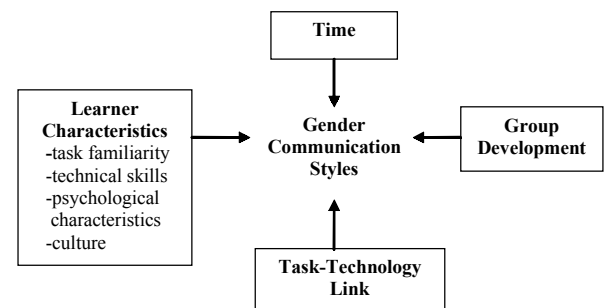 Time
Learner
Characteristics
-task familiarity
-technical skills
-psychological
characteristics
-culture
Gender
Communication
Styles
Group
Development
Task-Technology
Link